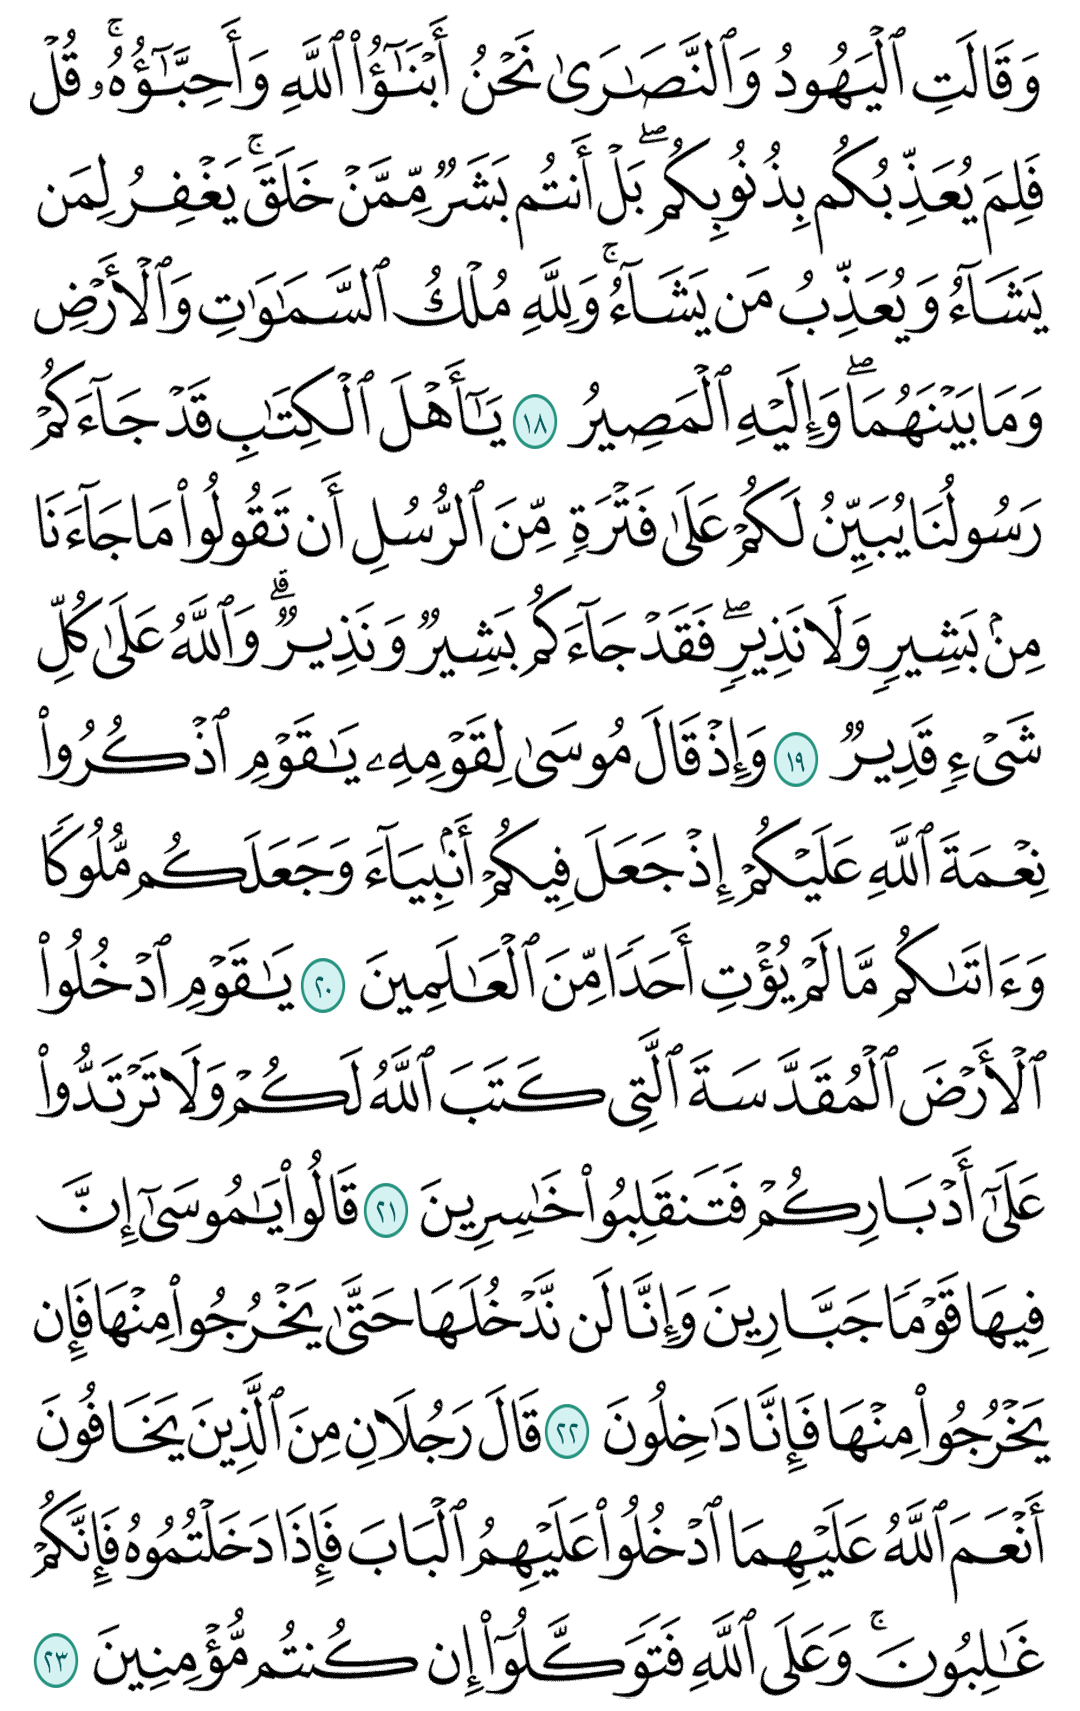 وَقَالَتِ ٱلْيَهُودُ وَٱلنَّصَـٰرَىٰ نَحْنُ أَبْنَـٰٓؤُا۟ ٱللَّهِ وَأَحِبَّـٰٓؤُهُۥ ۚ قُلْ
فَلِمَ يُعَذِّبُكُم بِذُنُوبِكُم ۖ بَلْ أَنتُم بَشَرٌ مِّمَّنْ خَلَقَ ۚ يَغْفِرُ لِمَن
يَشَآءُ وَيُعَذِّبُ مَن يَشَآءُ ۚ وَلِلَّهِ مُلْكُ ٱلسَّمَـٰوَٰتِ وَٱلْأَرْضِ
وَمَا بَيْنَهُمَا ۖ وَإِلَيْهِ ٱلْمَصِيرُ ١٨ يَـٰٓأَهْلَ ٱلْكِتَـٰبِ قَدْ جَآءَكُمْ
رَسُولُنَا يُبَيِّنُ لَكُمْ عَلَىٰ فَتْرَةٍ مِّنَ ٱلرُّسُلِ أَن تَقُولُوا۟ مَا جَآءَنَا
مِنۢ بَشِيرٍ وَلَا نَذِيرٍ ۖ فَقَدْ جَآءَكُم بَشِيرٌ وَنَذِيرٌ ۗ وَٱللَّهُ عَلَىٰ كُلِّ
شَىْءٍ قَدِيرٌ ١٩ وَإِذْ قَالَ مُوسَىٰ لِقَوْمِهِۦ يَـٰقَوْمِ ٱذْكُرُوا۟
نِعْمَةَ ٱللَّهِ عَلَيْكُمْ إِذْ جَعَلَ فِيكُمْ أَنۢبِيَآءَ وَجَعَلَكُم مُّلُوكًا
وَءَاتَىٰكُم مَّا لَمْ يُؤْتِ أَحَدًا مِّنَ ٱلْعَـٰلَمِينَ ٢٠ يَـٰقَوْمِ ٱدْخُلُوا۟
ٱلْأَرْضَ ٱلْمُقَدَّسَةَ ٱلَّتِى كَتَبَ ٱللَّهُ لَكُمْ وَلَا تَرْتَدُّوا۟
عَلَىٰٓ أَدْبَارِكُمْ فَتَنقَلِبُوا۟ خَـٰسِرِينَ ٢١ قَالُوا۟ يَـٰمُوسَىٰٓ إِنَّ
فِيهَا قَوْمًا جَبَّارِينَ وَإِنَّا لَن نَّدْخُلَهَا حَتَّىٰ يَخْرُجُوا۟ مِنْهَا فَإِن
يَخْرُجُوا۟ مِنْهَا فَإِنَّا دَٰخِلُونَ ٢٢ قَالَ رَجُلَانِ مِنَ ٱلَّذِينَ يَخَافُونَ
أَنْعَمَ ٱللَّهُ عَلَيْهِمَا ٱدْخُلُوا۟ عَلَيْهِمُ ٱلْبَابَ فَإِذَا دَخَلْتُمُوهُ فَإِنَّكُمْ
غَـٰلِبُونَ ۚ وَعَلَى ٱللَّهِ فَتَوَكَّلُوٓا۟ إِن كُنتُم مُّؤْمِنِينَ ٢٣